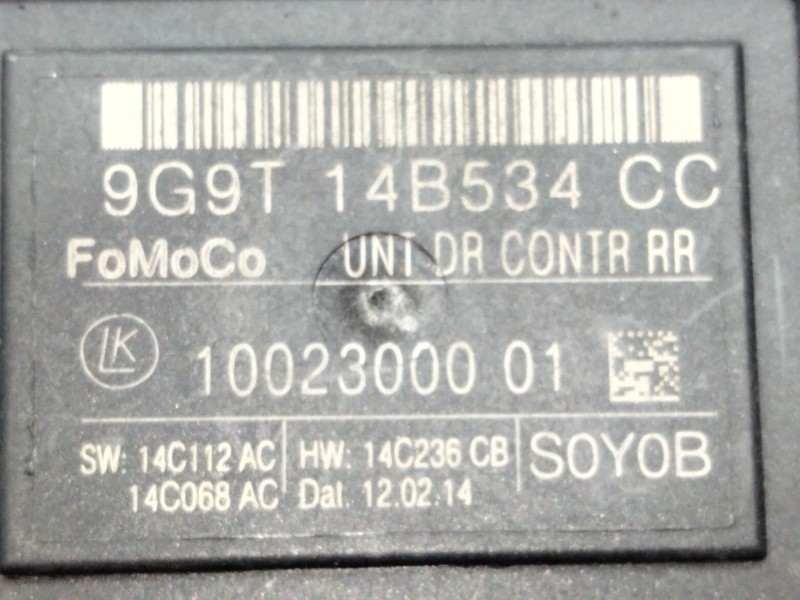 9G9T 14B534 CC
FoMoCo UNT DR CONTR RR
LK 10023000 01
SW: 14C112 AC HW: 14C236 CB S0Y0B
14C068 AC Dat. 12.02.14